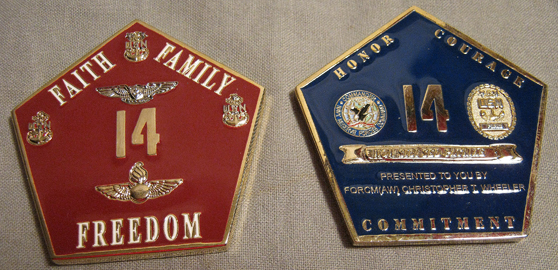 FAITH FAMILY
14
FREEDOM
HONOR COURAGE
14
PRESENTED TO YOU BY
FORCM(AW) CHRISTOPHER T. WHEELER
COMMITMENT